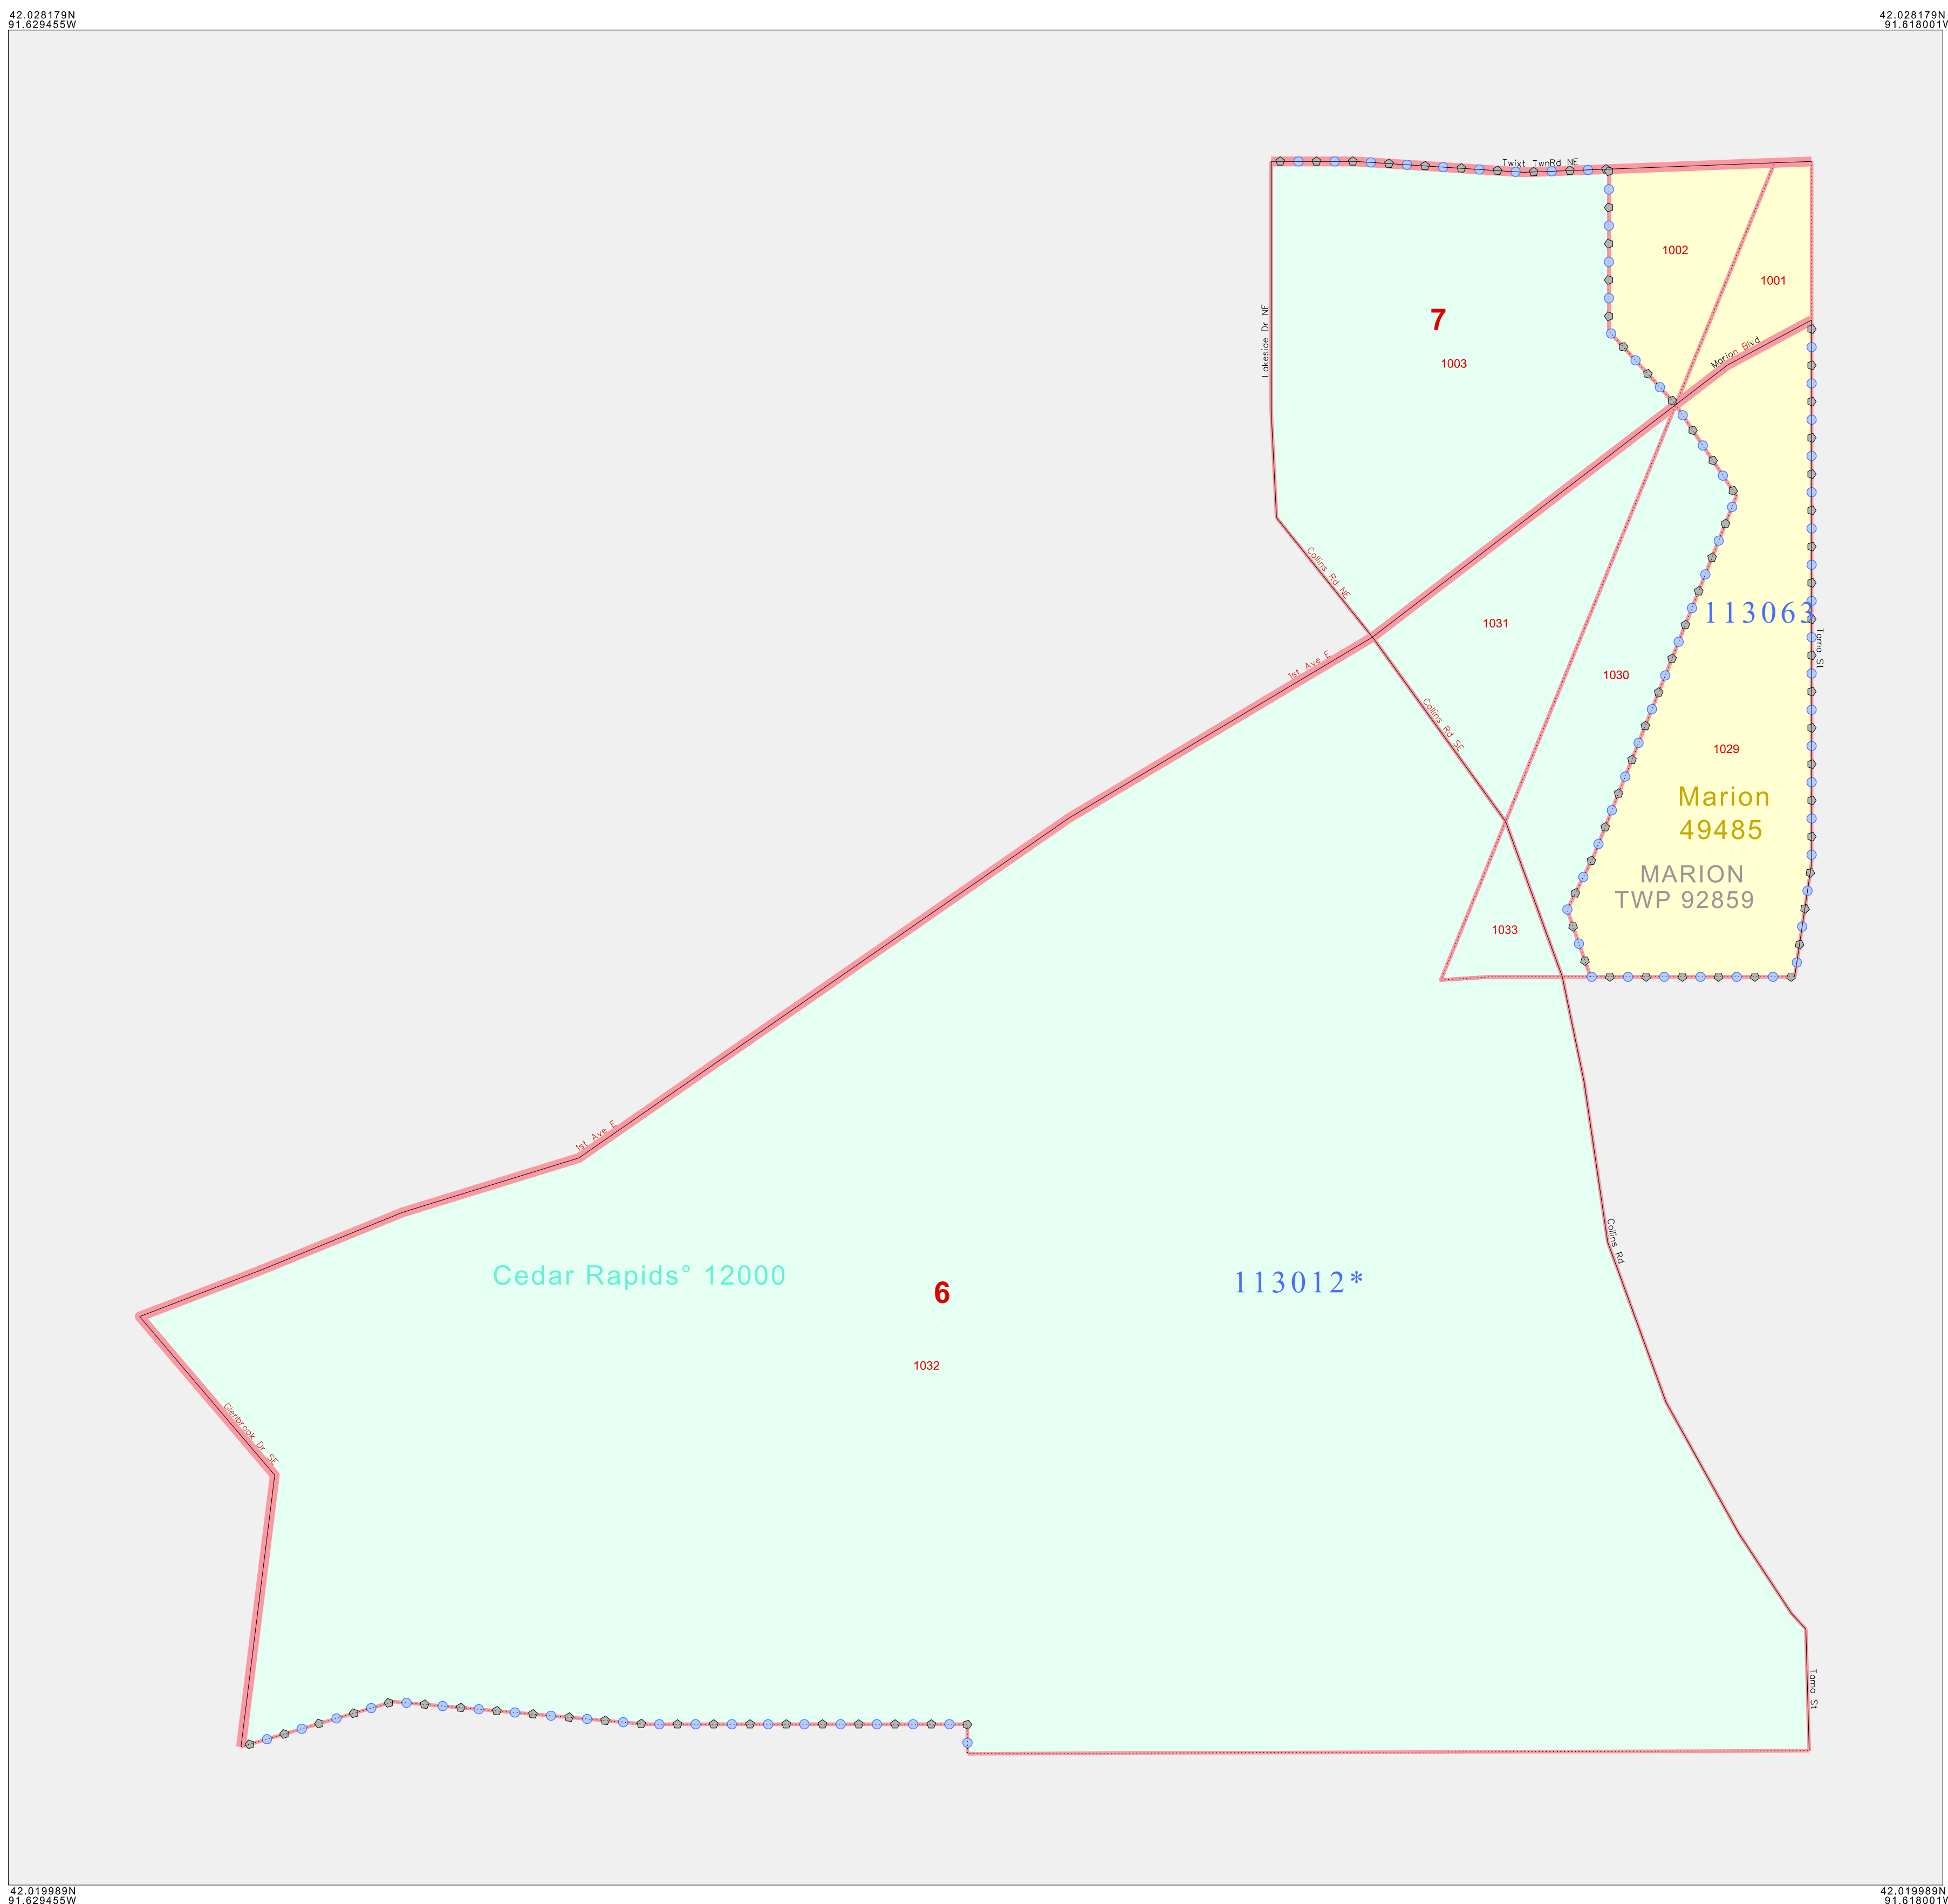 42.028179N
91.629455W
42.028179N
91.618001W
Twixt TwnRd NE
1002
1001
7
Lakeside Dr NE
Marion Blvd
1003
Collins Rd NE
113063
1031
Tama St
1st Ave E
1030
Collins Rd SE
1029
Marion
49485
MARION
TWP 92859
1033
1st Ave E
Collins Rd
Cedar Rapids° 12000
6
113012*
1032
Glenbrook Dr SE
Tama St
42.019989N
91.629455W
42.019989N
91.618001W